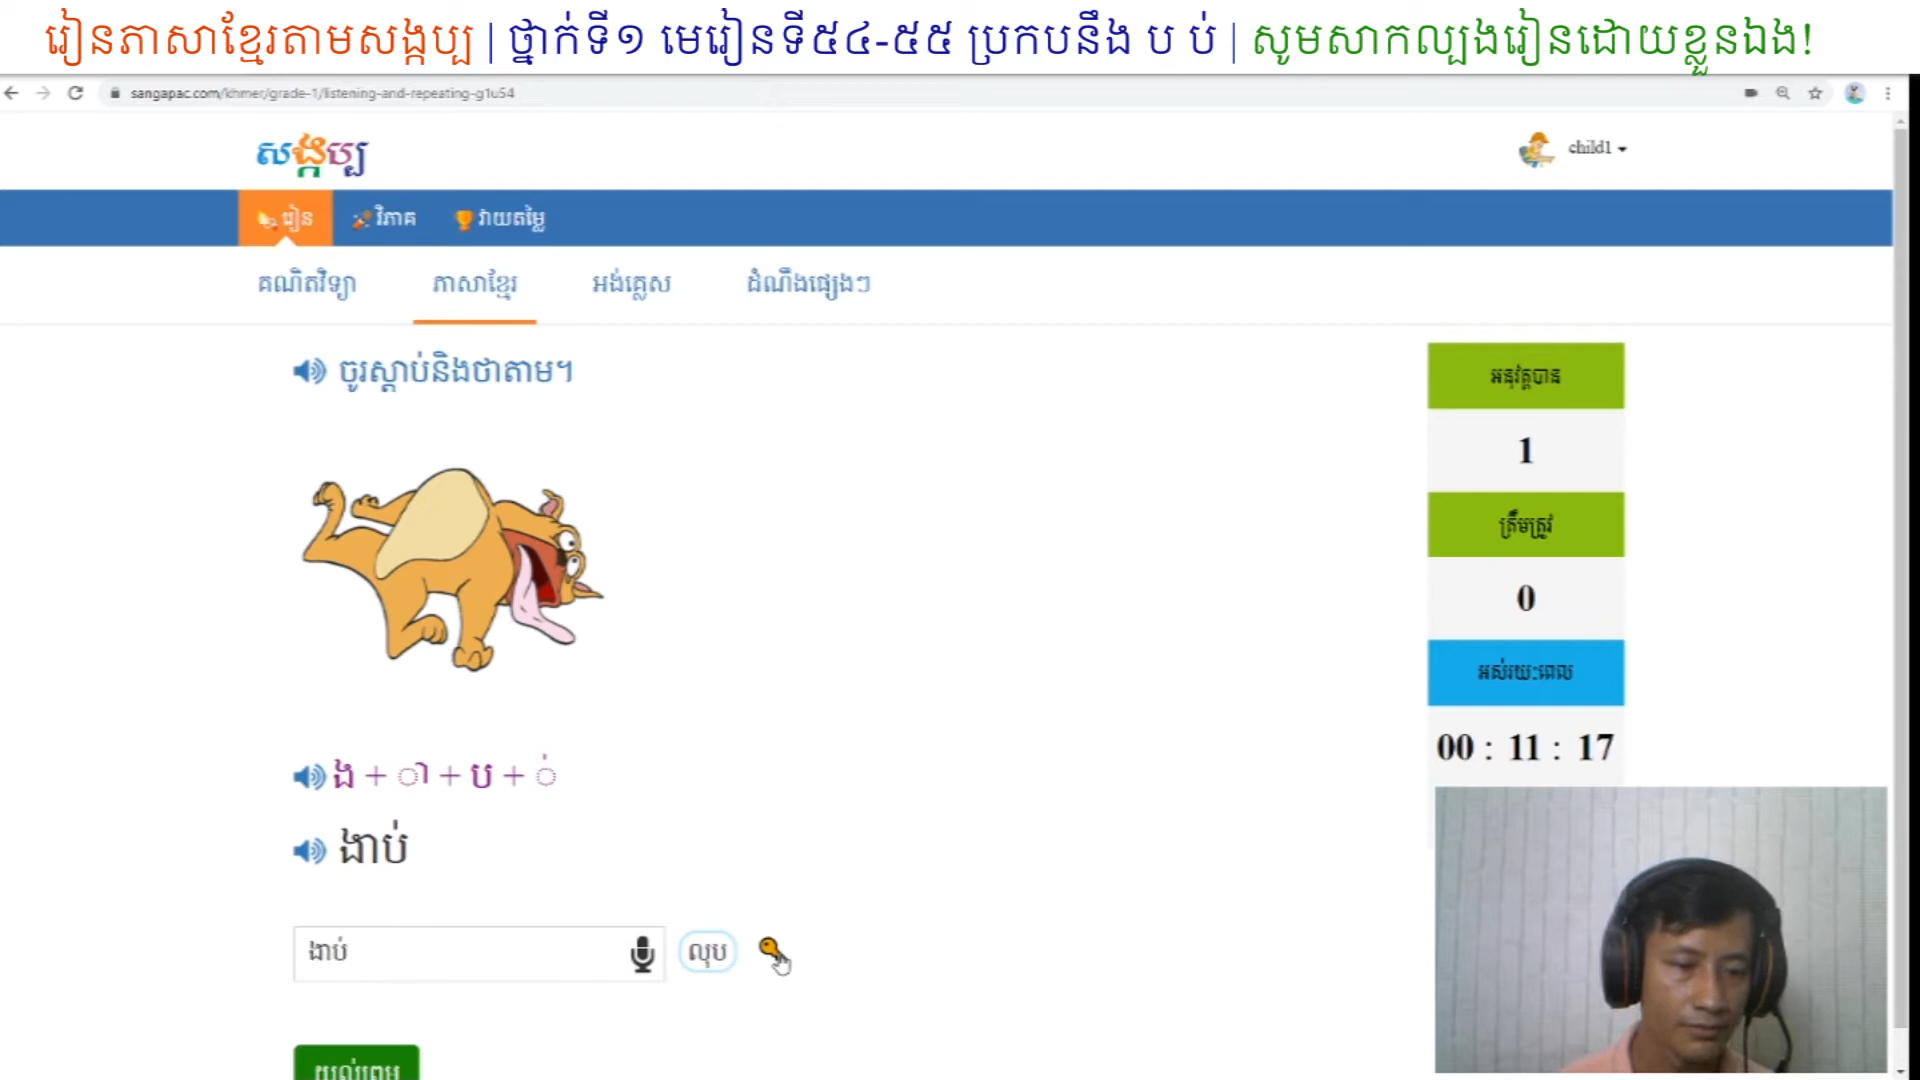 រៀនភាសាខ្មែរតាមសង្កប្ប | ថ្នាក់ទី១ មេរៀនទី៥៤-៥៥ ប្រកបនឹង ប ប់ | សូមសាកល្បងរៀនដោយខ្លួនឯង!
sangapac.com/khmer/grade-1/listening-and-repeating-g1u54
សង្កប្ប
child1
រៀន វិភាគ វាយតម្លៃ
គណិតវិទ្យា ភាសាខ្មែរ អង់គ្លេស ដំណឹងផ្សេងៗ
ចូរស្តាប់និងថាតាម។
អនុវត្តបាន
1
ត្រឹមត្រូវ
0
អស់រយៈពេល
00 : 11 : 17
ង + ា + ប + ់
ងាប់
ងាប់ លុប
យល់ព្រម